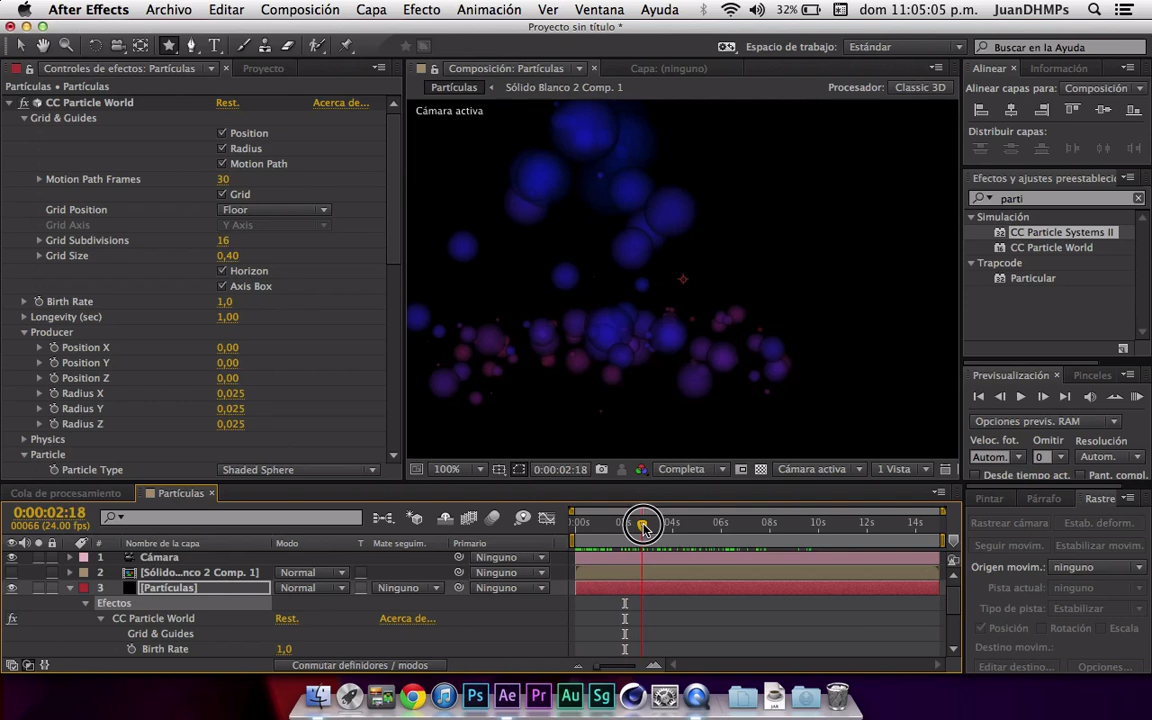 After Effects Archivo Editar Composición Capa Efecto Animación Ver Ventana Ayuda 32% dom 11:05:05 p.m. JuanDHMPs
Proyecto sin título *
Espacio de trabajo: Estándar Buscar en la Ayuda
Controles de efectos: Partículas Proyecto Composición: Partículas Capa: (ninguno) Alinear Información
Partículas • Partículas Partículas Sólido Blanco 2 Comp. 1 Procesador: Classic 3D Alinear capas para: Composición
fx CC Particle World Rest. Acerca de...
Grid & Guides Cámara activa
Position
Distribuir capas:
Radius
Motion Path
Motion Path Frames 30 Efectos y ajustes preestableci
Grid parti
Grid Position Floor Simulación
Grid Axis Y Axis CC Particle Systems II
Grid Subdivisions 16 CC Particle World
Grid Size 0,40 Trapcode
Horizon Particular
Axis Box
Birth Rate 1,0
Longevity (sec) 1,00
Producer
Position X 0,00
Position Y 0,00
Position Z 0,00 Previsualización Pinceles
Radius X 0,025
Radius Y 0,025 Opciones previs. RAM
Radius Z 0,025 Veloc. fot. Omitir Resolución
Physics Autom. 0 Autom.
Particle
Particle Type Shaded Sphere 100% 0:00:02:18 Completa Cámara activa 1 Vista Desde tiempo act. Pant. compl.
Cola de procesamiento Partículas Pintar Párrafo Rastre
0:00:02:18
00066 (24.00 fps) :00s 04s 06s 08s 10s 12s 14s Rastrear cámara Estab. deform.
# Nombre de la capa Modo T Mate seguim. Primario Seguir movim. Estabilizar movim.
1 Cámara Ninguno Origen movim.: ninguno
2 [Sólido...nco 2 Comp. 1] Normal Ninguno
3 [Partículas] Normal Ninguno Ninguno Pista actual: ninguno
Efectos Tipo de pista: Estabilizar
fx CC Particle World Rest. Acerca de... Posición Rotación Escala
Grid & Guides Destino movim.:
Birth Rate 1,0
Conmutar definidores / modos Editar destino... Opciones...
Ps Ae Pr Au Sg